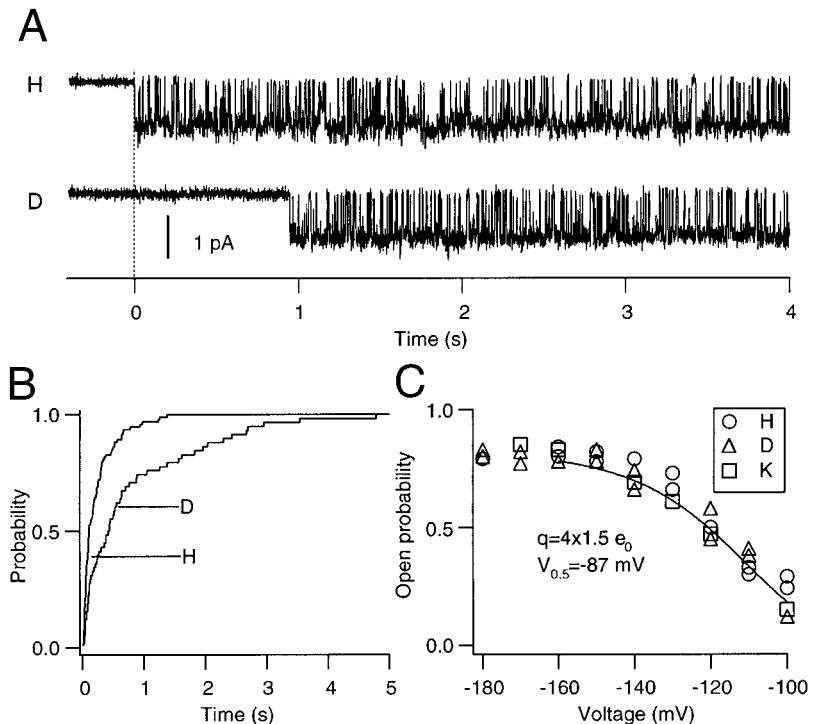 A
H
D
1 pA
0 1 2 3 4
Time (s)
B
1.0
0.5
0.0
Probability
D
H
0 1 2 3 4 5
Time (s)
C
1.0
0.5
0.0
Open probability
H
D
K
q=4x1.5 e0
V0.5=-87 mV
-180 -160 -140 -120 -100
Voltage (mV)